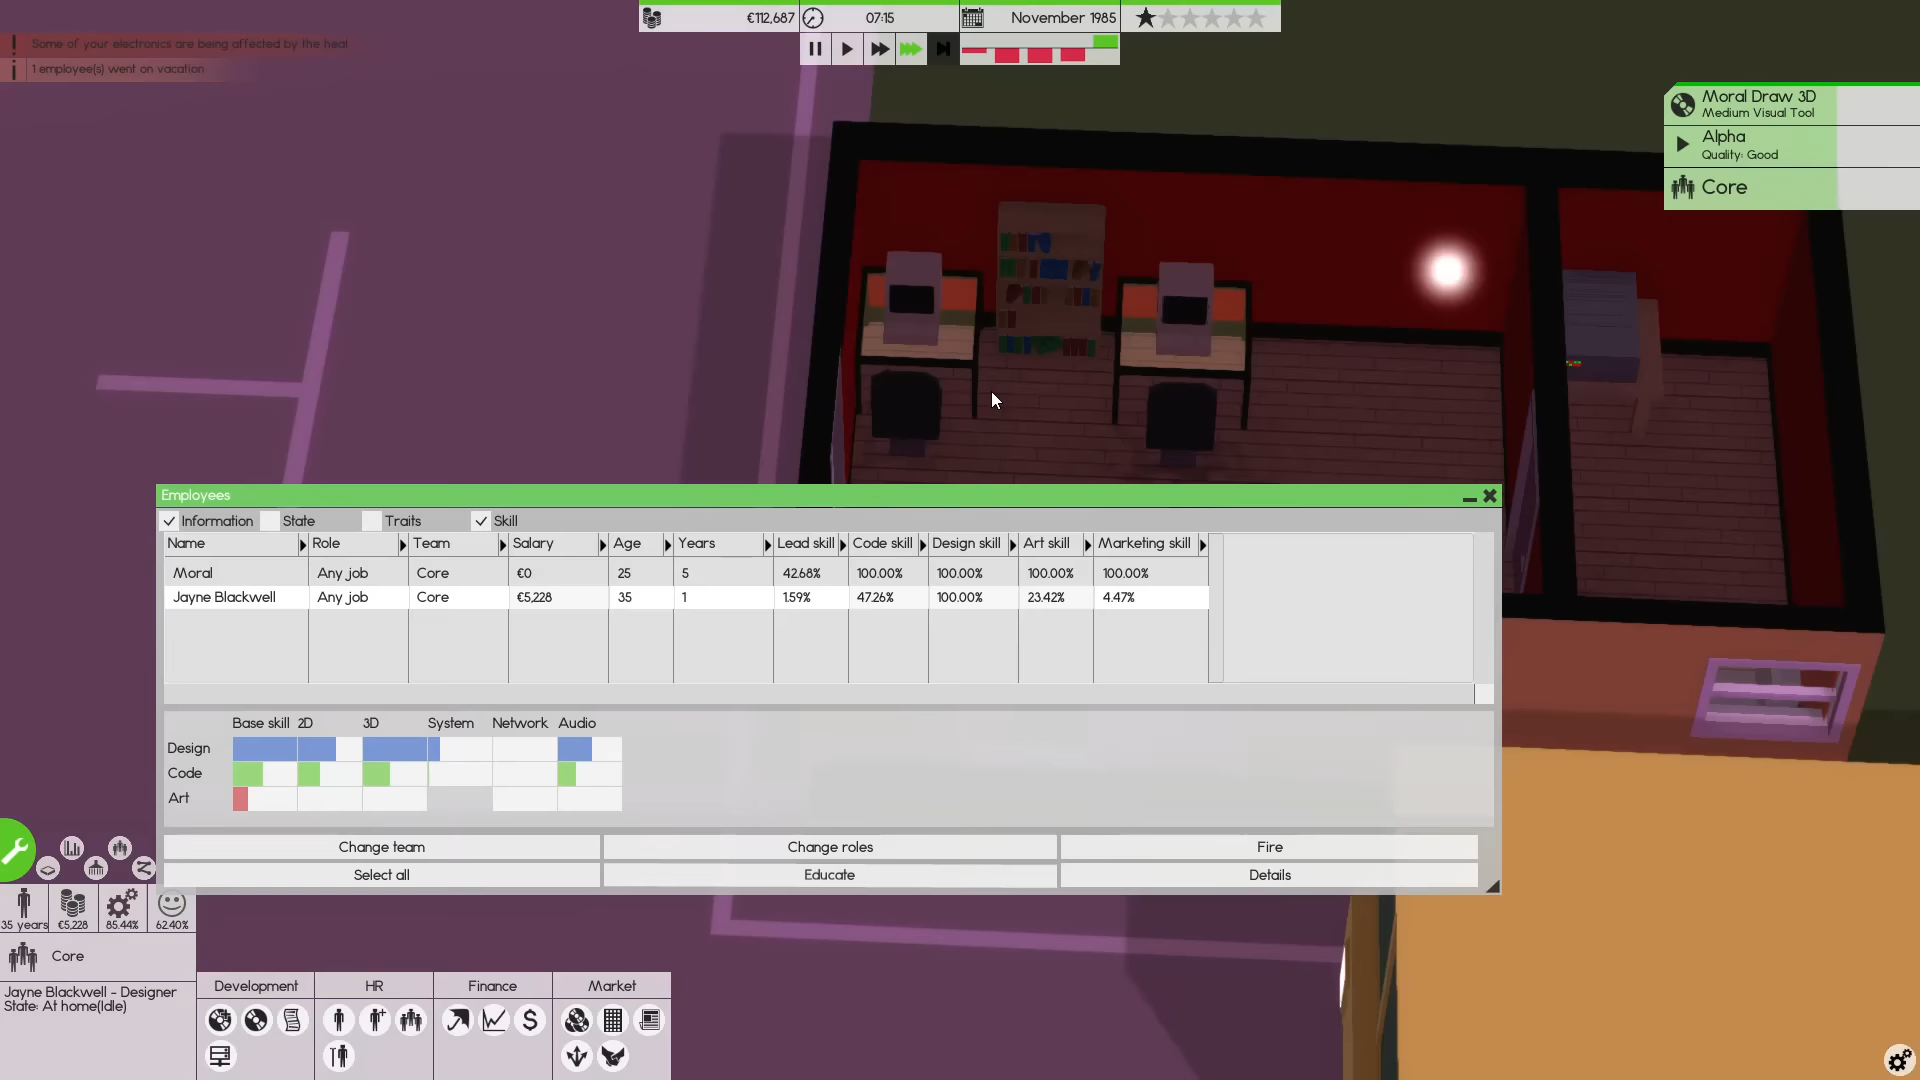 €112,687
07:15
November 1985
Some of your electronics are being affected by the heat
1 employee(s) went on vacation
Moral Draw 3D
Medium Visual Tool
Alpha
Quality: Good
Core
Employees
Information State Traits Skill
Name Role Team Salary Age Years Lead skill Code skill Design skill Art skill Marketing skill
Moral Any job Core €0 25 5 42.68% 100.00% 100.00% 100.00% 100.00%
Jayne Blackwell Any job Core €5,228 35 1 1.59% 47.26% 100.00% 23.42% 4.47%
Base skill 2D 3D System Network Audio
Design
Code
Art
Change team Change roles Fire
Select all Educate Details
35 years €5,228 85.44% 62.40%
Core
Jayne Blackwell - Designer
State: At home(Idle)
Development HR Finance Market